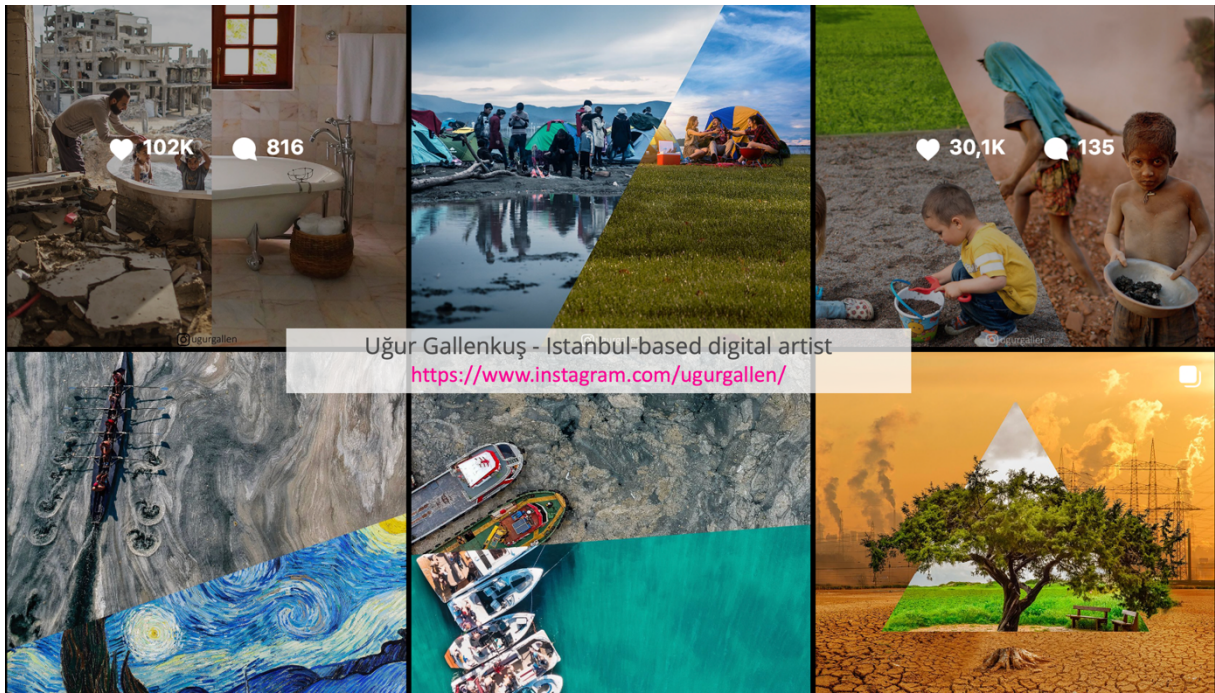 102K 816
30,1K 135
ugurgallen
ugurgallen
Uğur Gallenkuş - Istanbul-based digital artist
https://www.instagram.com/ugurgallen/